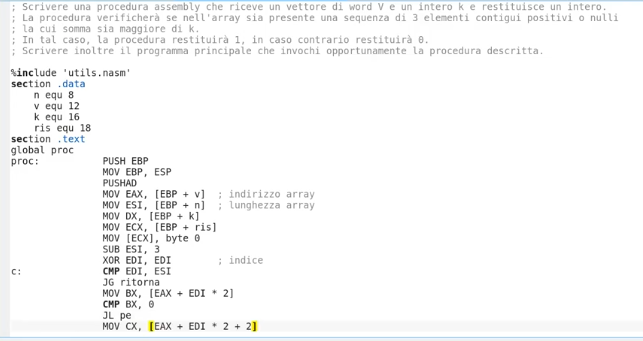 ; Scrivere una procedura assembly che riceve un vettore di word V e un intero k e restituisce un intero.
; La procedura verificherà se nell'array sia presente una sequenza di 3 elementi contigui positivi o nulli
; la cui somma sia maggiore di k.
; In tal caso, la procedura restituirà 1, in caso contrario restituirà 0.
; Scrivere inoltre il programma principale che invochi opportunamente la procedura descritta.
%include 'utils.nasm'
section .data
n equ 8
v equ 12
k equ 16
ris equ 18
section .text
global proc
proc: PUSH EBP
MOV EBP, ESP
PUSHAD
MOV EAX, [EBP + v] ; indirizzo array
MOV ESI, [EBP + n] ; lunghezza array
MOV DX, [EBP + k]
MOV ECX, [EBP + ris]
MOV [ECX], byte 0
SUB ESI, 3
XOR EDI, EDI ; indice
c: CMP EDI, ESI
JG ritorna
MOV BX, [EAX + EDI * 2]
CMP BX, 0
JL pe
MOV CX, [EAX + EDI * 2 + 2]